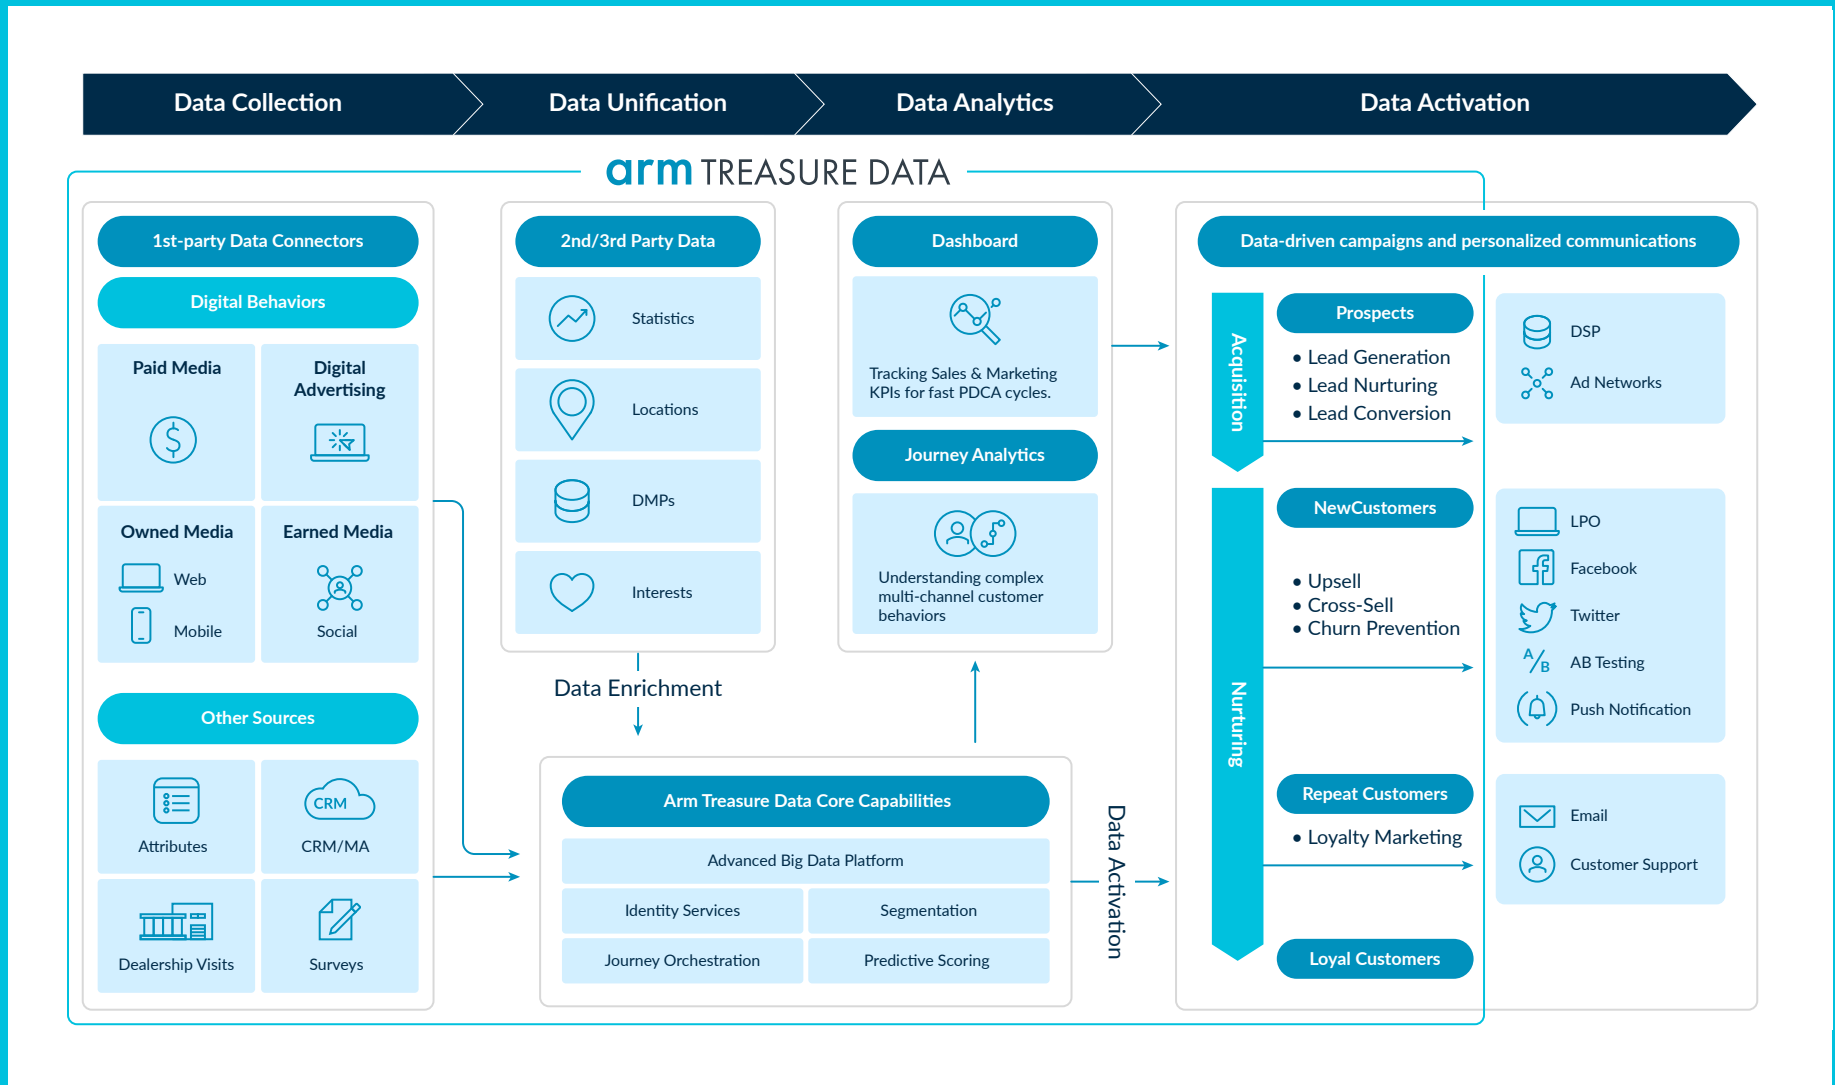 Data Collection
Data Unification
Data Analytics
Data Activation
arm TREASURE DATA
1st-party Data Connectors
Digital Behaviors
Paid Media
Digital
Advertising
Owned Media
Web
Mobile
Earned Media
Social
Other Sources
Attributes
CRM
CRM/MA
Dealership Visits
Surveys
2nd/3rd Party Data
Statistics
Locations
DMPs
Interests
Data Enrichment
Arm Treasure Data Core Capabilities
Advanced Big Data Platform
Identity Services
Segmentation
Journey Orchestration
Predictive Scoring
Dashboard
Tracking Sales & Marketing
KPIs for fast PDCA cycles.
Journey Analytics
Understanding complex
multi-channel customer
behaviors
Data Activation
Data-driven campaigns and personalized communications
Acquisition
Prospects
• Lead Generation
• Lead Nurturing
• Lead Conversion
DSP
Ad Networks
Nurturing
NewCustomers
• Upsell
• Cross-Sell
• Churn Prevention
LPO
Facebook
Twitter
A/B
AB Testing
Push Notification
Repeat Customers
• Loyalty Marketing
Email
Customer Support
Loyal Customers